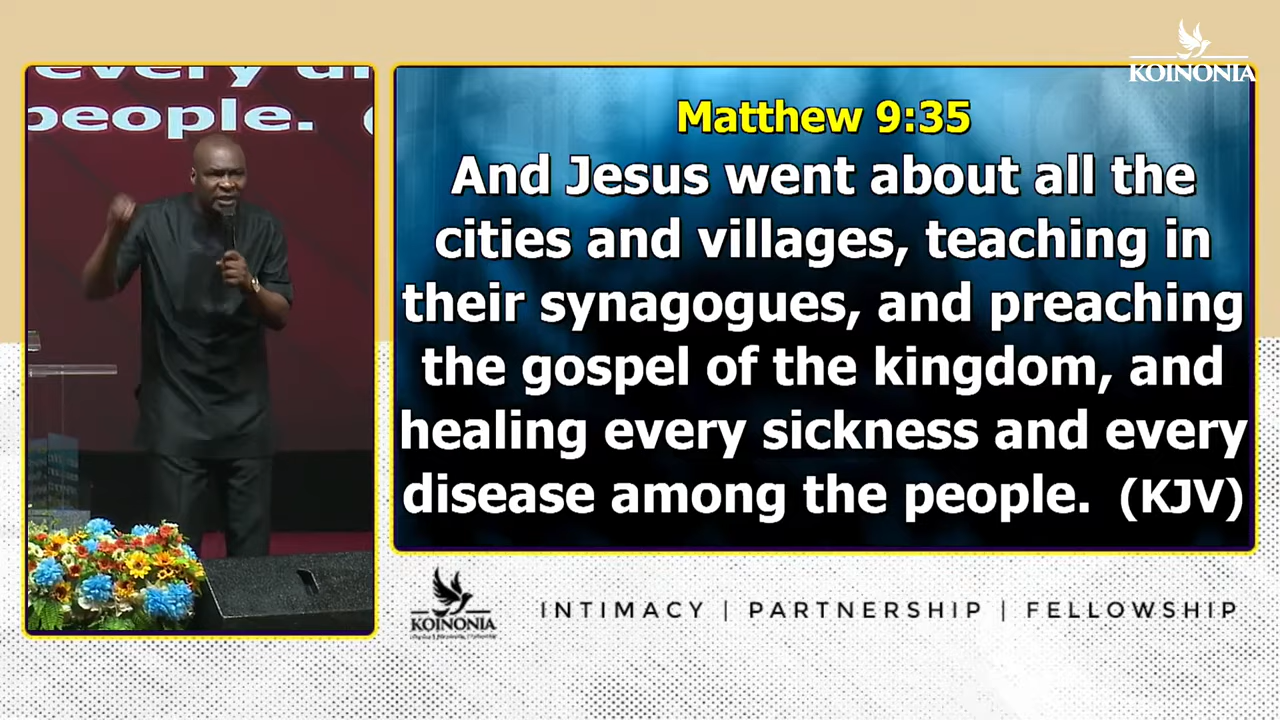 KOINONIA
every di
people. (
Matthew 9:35
And Jesus went about all the
cities and villages, teaching in
their synagogues, and preaching
the gospel of the kingdom, and
healing every sickness and every
disease among the people. (KJV)
KOINONIA
INTIMACY | PARTNERSHIP | FELLOWSHIP